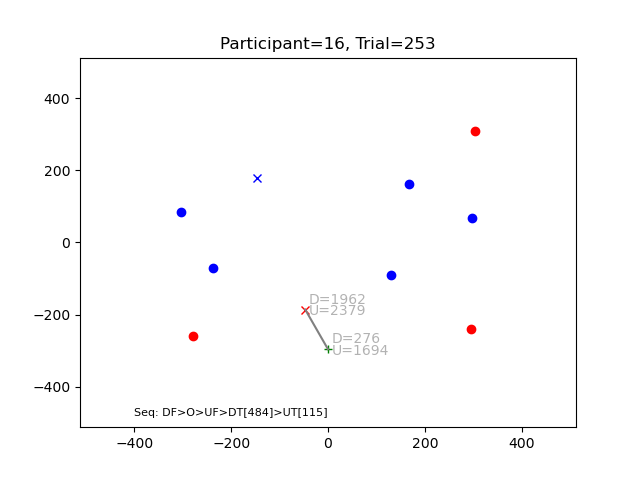 Participant=16, Trial=253
400
200
0
−200
−400
D=1962
U=2379
D=276
U=1694
Seq: DF>O>UF>DT[484]>UT[115]
−400
−200
0
200
400